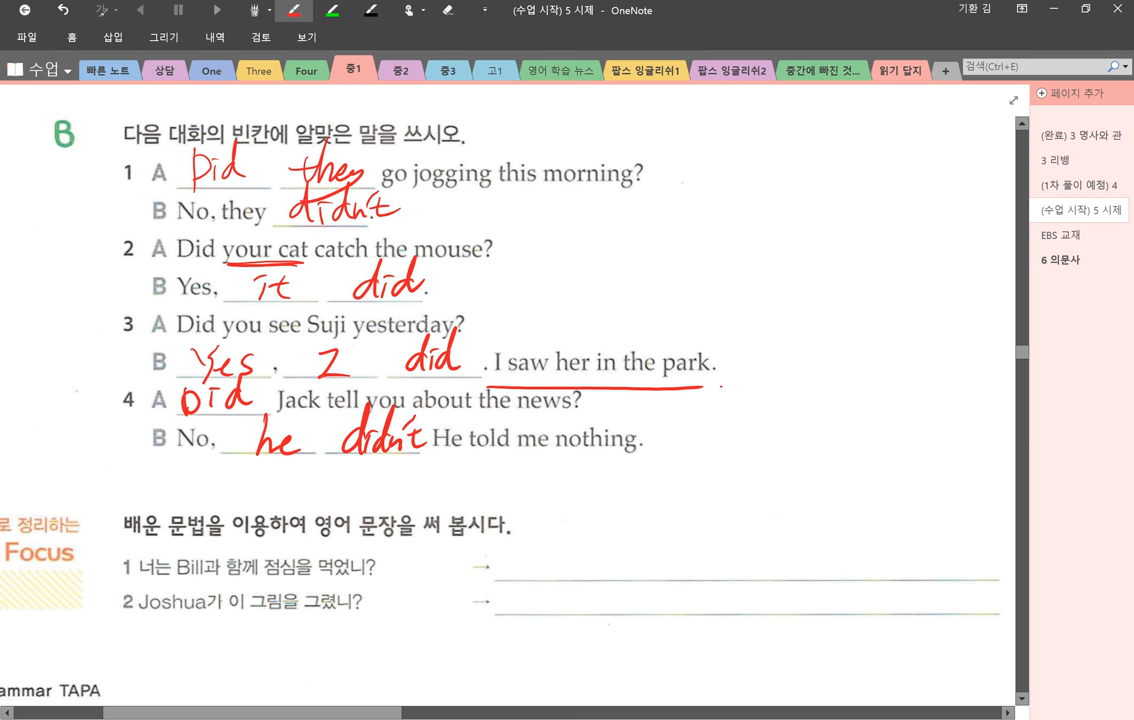 (수업 시작) 5 시제 - OneNote
기환 김
파일 홈 삽입 그리기 내역 검토 보기
수업 빠른 노트 상담 One Three Four 중1 중2 중3 고1 영어 학습 뉴스 팝스 잉글리쉬1 팝스 잉글리쉬2 중간에 빠진 것... 읽기 답지 + 검색(Ctrl+E)
페이지 추가
(완료) 3 명사와 관
3 리뱅
(1차 풀이 예정) 4
(수업 시작) 5 시제
EBS 교재
6 의문사
B 다음 대화의 빈칸에 알맞은 말을 쓰시오.
1 A Did they go jogging this morning?
B No, they didn't.
2 A Did your cat catch the mouse?
B Yes, it did.
3 A Did you see Suji yesterday?
B Yes, I did. I saw her in the park.
4 A Did Jack tell you about the news?
B No, he didn't He told me nothing.
로 정리하는
Focus
배운 문법을 이용하여 영어 문장을 써 봅시다.
1 너는 Bill과 함께 점심을 먹었니? →
2 Joshua가 이 그림을 그렸니? →
ammar TAPA